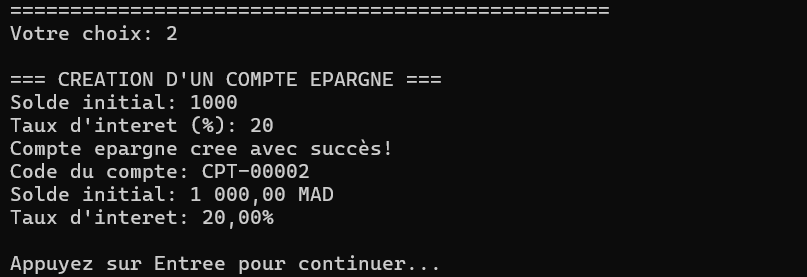 ==================================================
Votre choix: 2
=== CREATION D'UN COMPTE EPARGNE ===
Solde initial: 1000
Taux d'interet (%): 20
Compte epargne cree avec succès!
Code du compte: CPT-00002
Solde initial: 1 000,00 MAD
Taux d'interet: 20,00%
Appuyez sur Entree pour continuer...